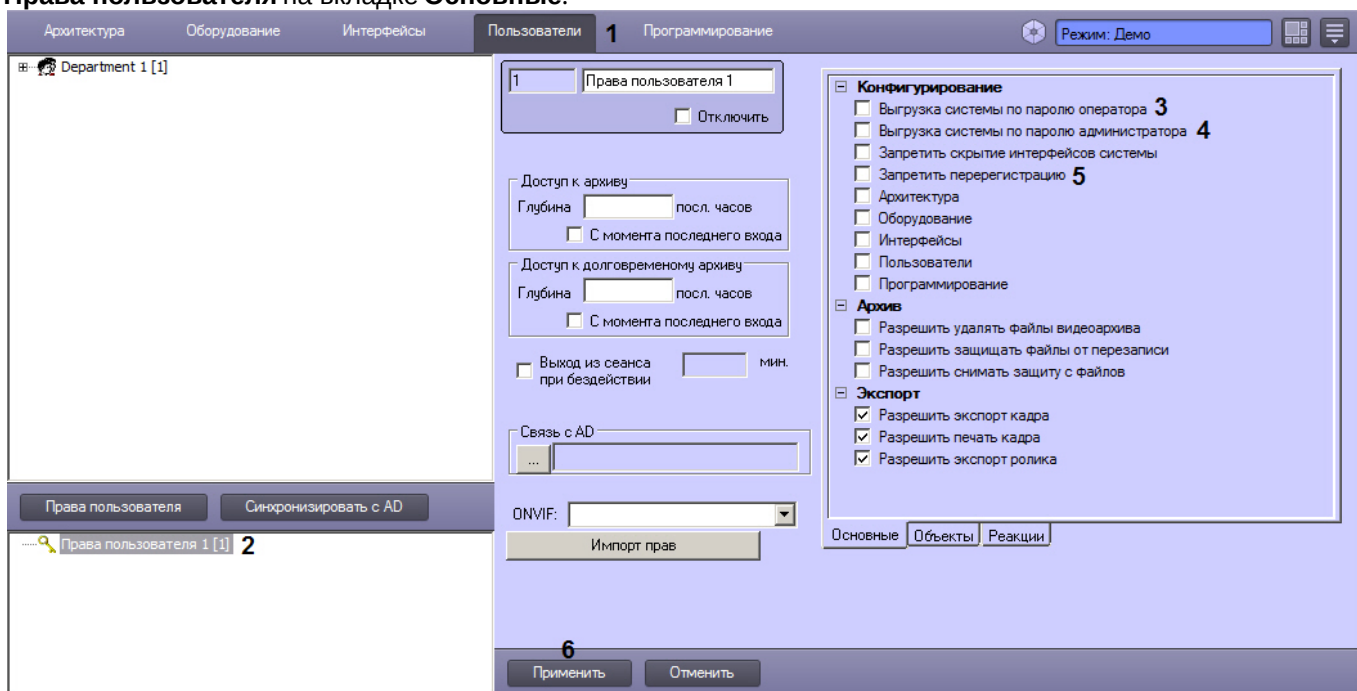 Права пользователя на вкладке Основные.
Архитектура Оборудование Интерфейсы Пользователи 1 Программирование Режим: Демо
Department 1 [1]
1 Права пользователя 1
Отключить
Доступ к архиву
Глубина посл. часов
С момента последнего входа
Доступ к долговременому архиву
Глубина посл. часов
С момента последнего входа
Выход из сеанса при бездействии мин.
Связь с AD
...
ONVIF:
Импорт прав
Конфигурирование
Выгрузка системы по паролю оператора 3
Выгрузка системы по паролю администратора 4
Запретить скрытие интерфейсов системы
Запретить перерегистрацию 5
Архитектура
Оборудование
Интерфейсы
Пользователи
Программирование
Архив
Разрешить удалять файлы видеоархива
Разрешить защищать файлы от перезаписи
Разрешить снимать защиту с файлов
Экспорт
Разрешить экспорт кадра
Разрешить печать кадра
Разрешить экспорт ролика
Основные Объекты Реакции
Права пользователя Синхронизировать с AD
Права пользователя 1 [1] 2
6
Применить Отменить